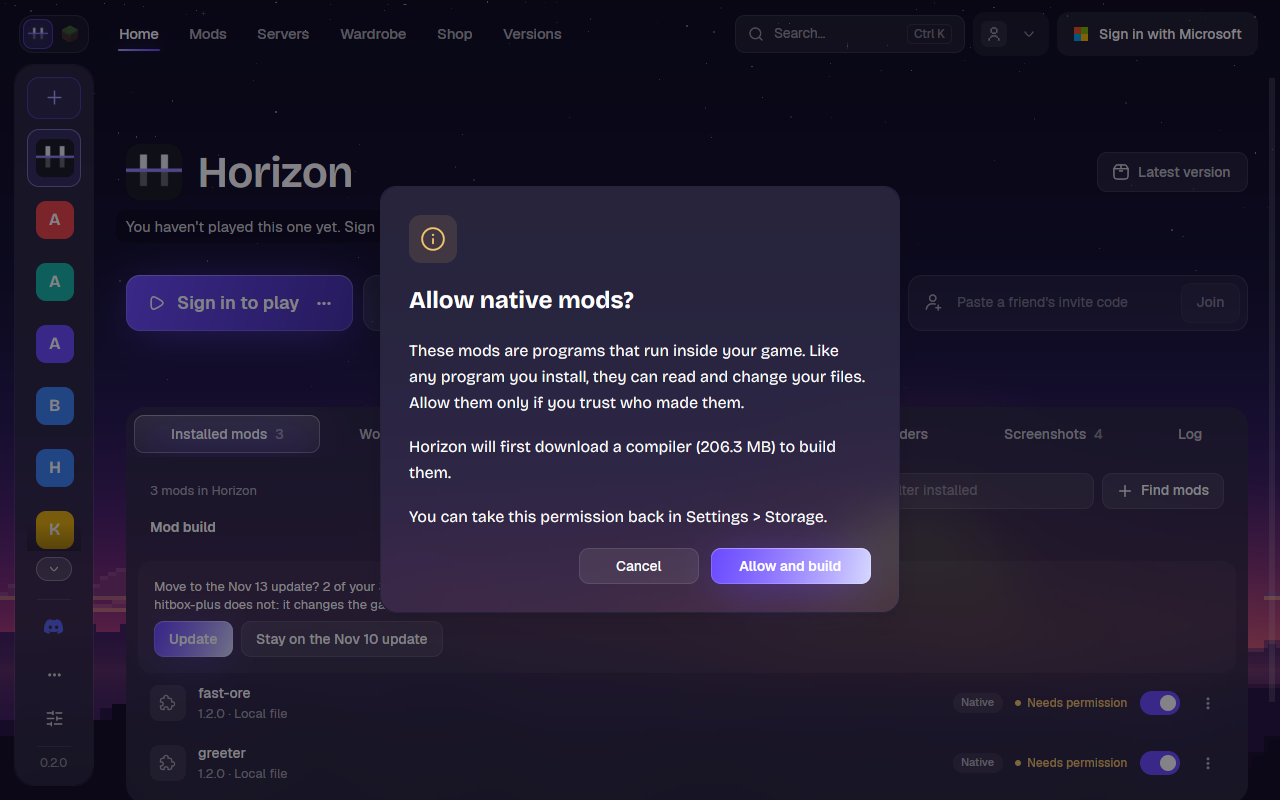 Home Mods Servers Wardrobe Shop Versions Search... Ctrl K Sign in with Microsoft
Horizon
Latest version
You haven't played this one yet. Sign
Sign in to play
Paste a friend's invite code Join
A
A
A
B
H
K
0.2.0
Allow native mods?
These mods are programs that run inside your game. Like
any program you install, they can read and change your files.
Allow them only if you trust who made them.
Horizon will first download a compiler (206.3 MB) to build
them.
You can take this permission back in Settings > Storage.
Cancel Allow and build
Installed mods 3 Wo ders Screenshots 4 Log
3 mods in Horizon lter installed Find mods
Mod build
Move to the Nov 13 update? 2 of your
hitbox-plus does not: it changes the ga
Update Stay on the Nov 10 update
fast-ore
1.2.0 · Local file
Native Needs permission
greeter
1.2.0 · Local file
Native Needs permission